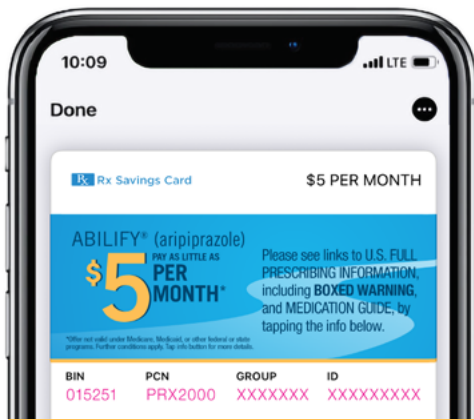 10:09
LTE
Done
Rx Rx Savings Card
$5 PER MONTH
ABILIFY® (aripiprazole)
$5 PAY AS LITTLE AS
PER
MONTH*
Please see links to U.S. FULL
PRESCRIBING INFORMATION,
including BOXED WARNING,
and MEDICATION GUIDE, by
tapping the info below.
*Offer not valid under Medicare, Medicaid, or other federal or state
programs. Further conditions apply. Tap info button for more details.
BIN PCN GROUP ID
015251 PRX2000 XXXXXXX XXXXXXXXX